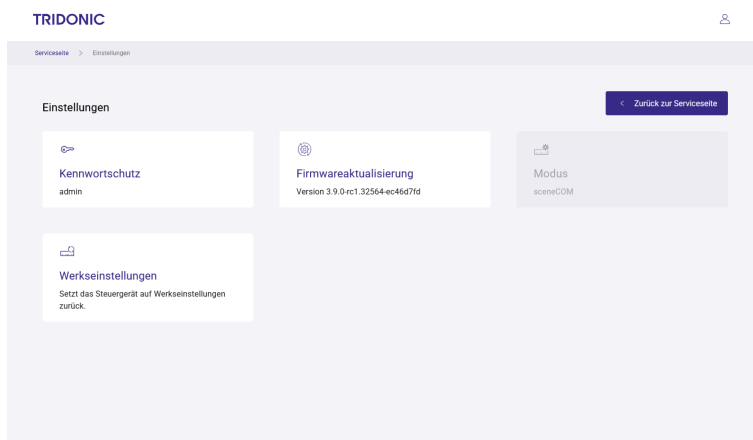 TRIDONIC
Serviceseite > Einstellungen
Einstellungen
< Zurück zur Serviceseite
Kennwortschutz
admin
Firmwareaktualisierung
Version 3.9.0-rc1.32564-ec46d7fd
Modus
sceneCOM
Werkseinstellungen
Setzt das Steuergerät auf Werkseinstellungen
zurück.